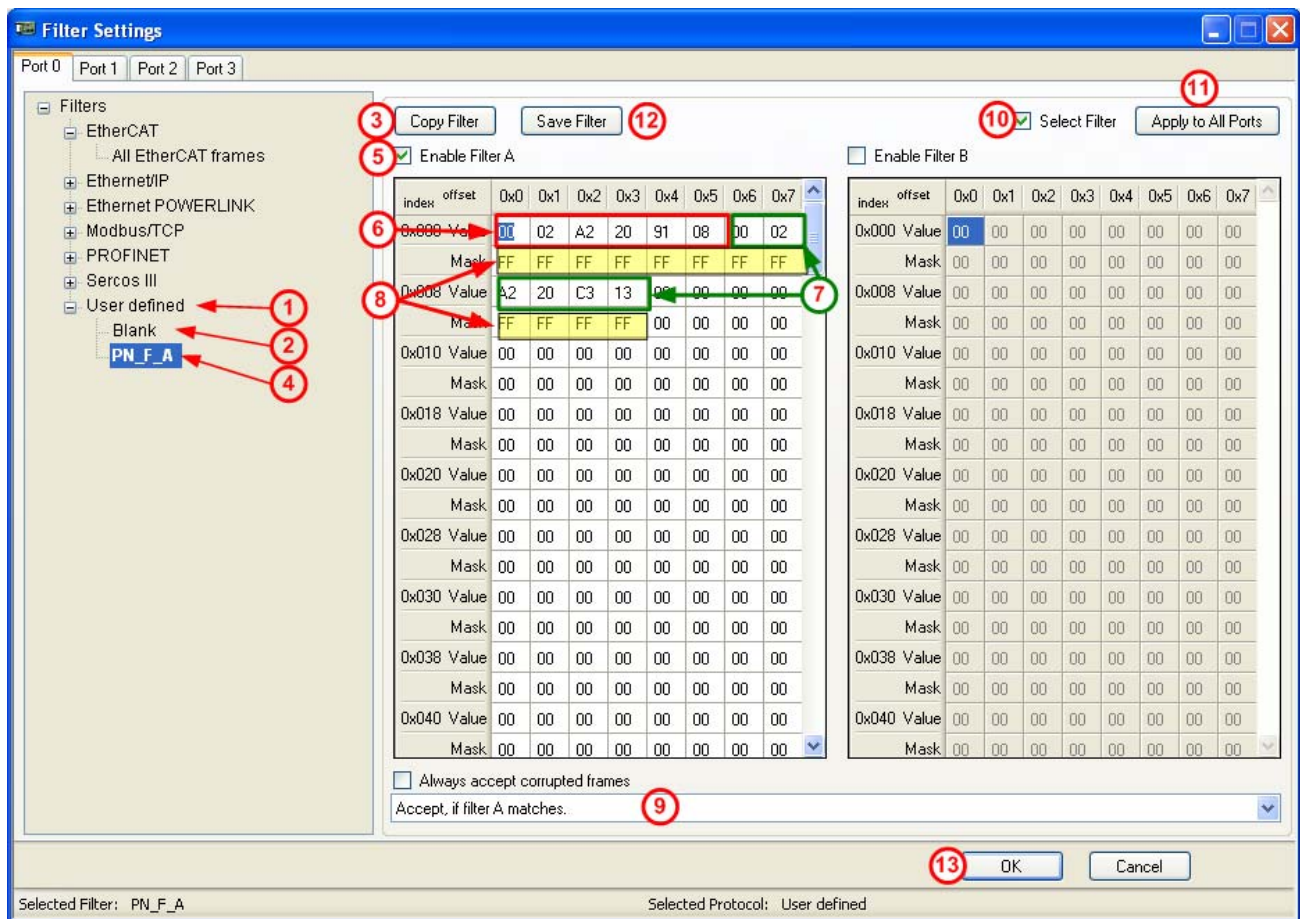 Filter Settings
Port 0 Port 1 Port 2 Port 3
Filters
EtherCAT
All EtherCAT frames
Ethernet/IP
Ethernet POWERLINK
Modbus/TCP
PROFINET
Sercos III
User defined 1
Blank 2
PN_F_A 4
11
3 Copy Filter Save Filter 12 10 Select Filter Apply to All Ports
5 Enable Filter A
index offset 0x0 0x1 0x2 0x3 0x4 0x5 0x6 0x7
6 0x000 Value 00 02 A2 20 91 08 00 02
Mask FF FF FF FF FF FF FF FF
8 0x008 Value A2 20 C3 13 00 00 00 00 7
Mask FF FF FF FF 00 00 00 00
0x010 Value 00 00 00 00 00 00 00 00
Mask 00 00 00 00 00 00 00 00
0x018 Value 00 00 00 00 00 00 00 00
Mask 00 00 00 00 00 00 00 00
0x020 Value 00 00 00 00 00 00 00 00
Mask 00 00 00 00 00 00 00 00
0x028 Value 00 00 00 00 00 00 00 00
Mask 00 00 00 00 00 00 00 00
0x030 Value 00 00 00 00 00 00 00 00
Mask 00 00 00 00 00 00 00 00
0x038 Value 00 00 00 00 00 00 00 00
Mask 00 00 00 00 00 00 00 00
0x040 Value 00 00 00 00 00 00 00 00
Mask 00 00 00 00 00 00 00 00
Enable Filter B
index offset 0x0 0x1 0x2 0x3 0x4 0x5 0x6 0x7
0x000 Value 00 00 00 00 00 00 00 00
Mask 00 00 00 00 00 00 00 00
0x008 Value 00 00 00 00 00 00 00 00
Mask 00 00 00 00 00 00 00 00
0x010 Value 00 00 00 00 00 00 00 00
Mask 00 00 00 00 00 00 00 00
0x018 Value 00 00 00 00 00 00 00 00
Mask 00 00 00 00 00 00 00 00
0x020 Value 00 00 00 00 00 00 00 00
Mask 00 00 00 00 00 00 00 00
0x028 Value 00 00 00 00 00 00 00 00
Mask 00 00 00 00 00 00 00 00
0x030 Value 00 00 00 00 00 00 00 00
Mask 00 00 00 00 00 00 00 00
0x038 Value 00 00 00 00 00 00 00 00
Mask 00 00 00 00 00 00 00 00
0x040 Value 00 00 00 00 00 00 00 00
Mask 00 00 00 00 00 00 00 00
Always accept corrupted frames
Accept, if filter A matches. 9
13 OK Cancel
Selected Filter: PN_F_A Selected Protocol: User defined